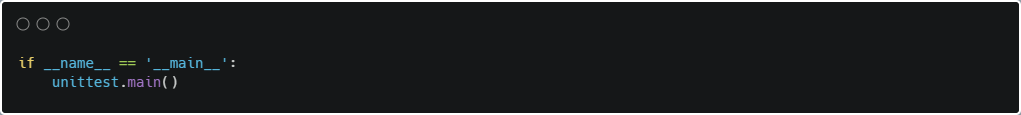 if __name__ == '__main__':
    unittest.main()